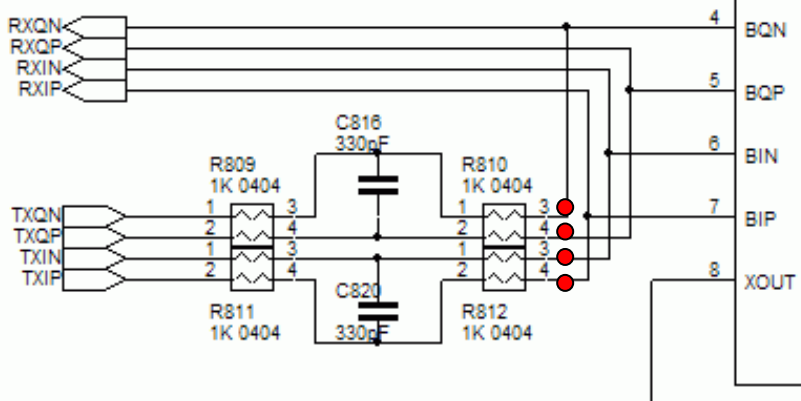 RXQN
4
BQN
RXQP
RXIN
RXIP
5
BQP
C816
330pF
6
BIN
R809
1K 0404
R810
1K 0404
TXQN
1
3
1
3
7
BIP
TXQP
2
4
2
4
TXIN
1
3
1
3
TXIP
2
4
2
4
8
XOUT
C820
330pF
R811
1K 0404
R812
1K 0404